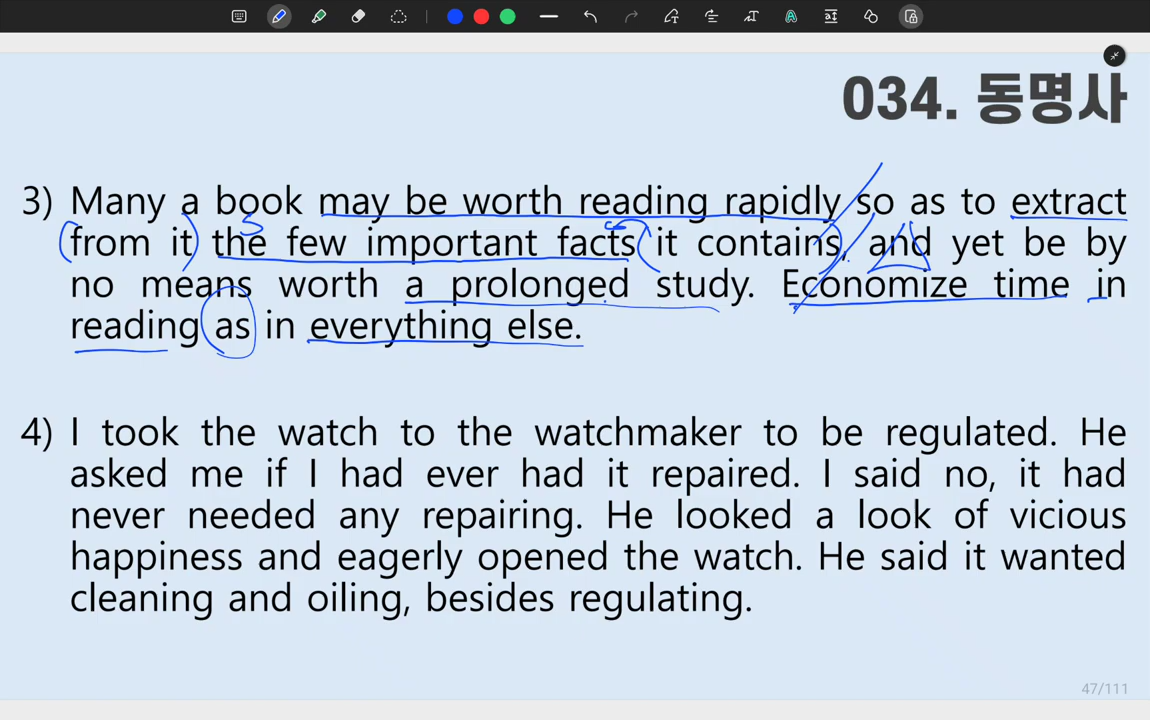 034. 동명사
3) Many a book may be worth reading rapidly so as to extract
from it the few important facts it contains, and yet be by
no means worth a prolonged study. Economize time in
reading as in everything else.
4) I took the watch to the watchmaker to be regulated. He
asked me if I had ever had it repaired. I said no, it had
never needed any repairing. He looked a look of vicious
happiness and eagerly opened the watch. He said it wanted
cleaning and oiling, besides regulating.
47/111